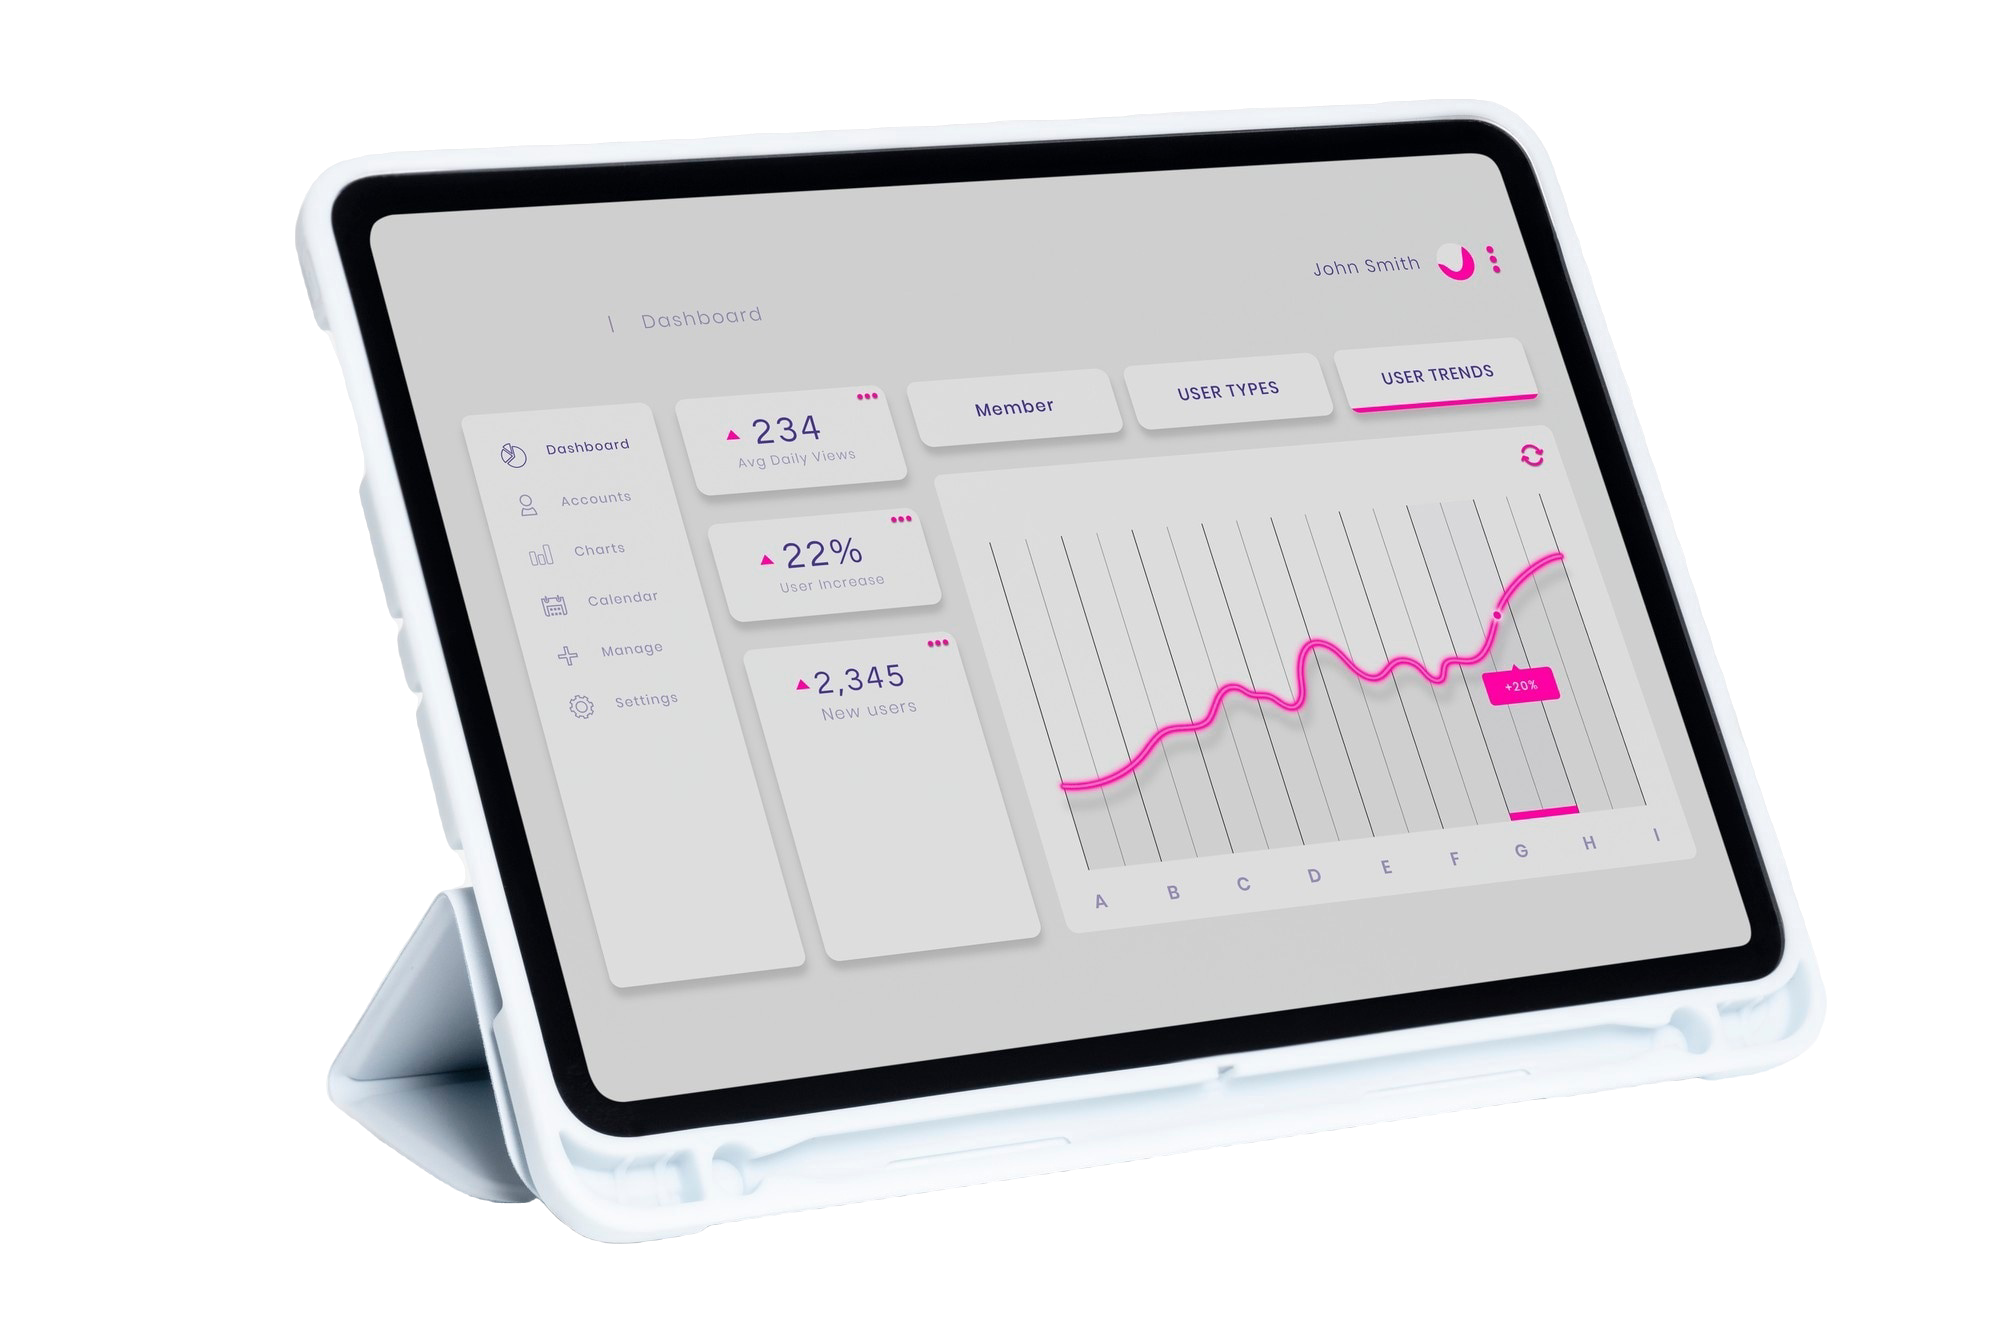 John Smith
| Dashboard
Dashboard
Accounts
Charts
Calendar
Manage
Settings
234
Avg Daily Views
22%
User Increase
2,345
New users
Member
USER TYPES
USER TRENDS
+20%
A B C D E F G H I